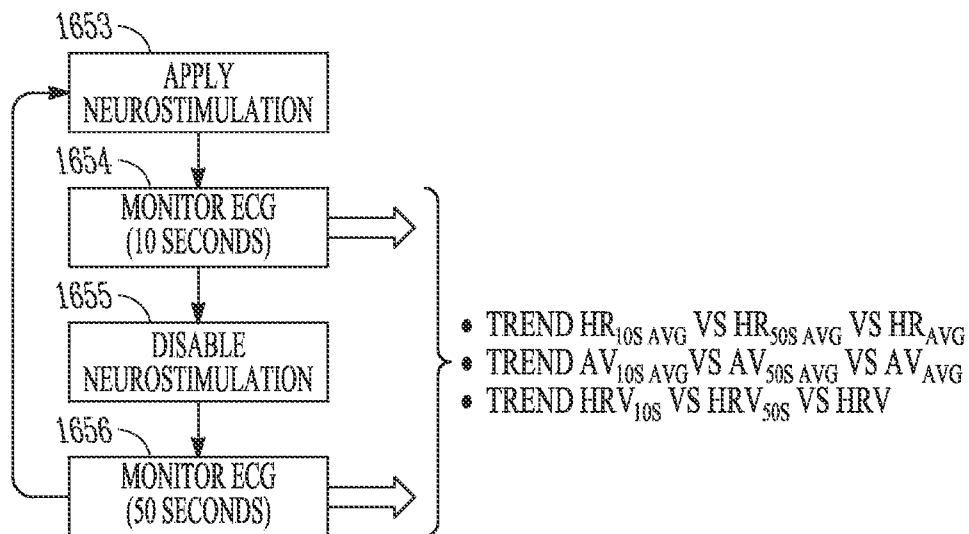 1653
APPLY
NEUROSTIMULATION
1654
MONITOR ECG
(10 SECONDS)
1655
DISABLE
NEUROSTIMULATION
1656
MONITOR ECG
(50 SECONDS)
• TREND HR10S AVG VS HR50S AVG VS HRAVG
• TREND AV10S AVG VS AV50S AVG VS AVAVG
• TREND HRV10S VS HRV50S VS HRV